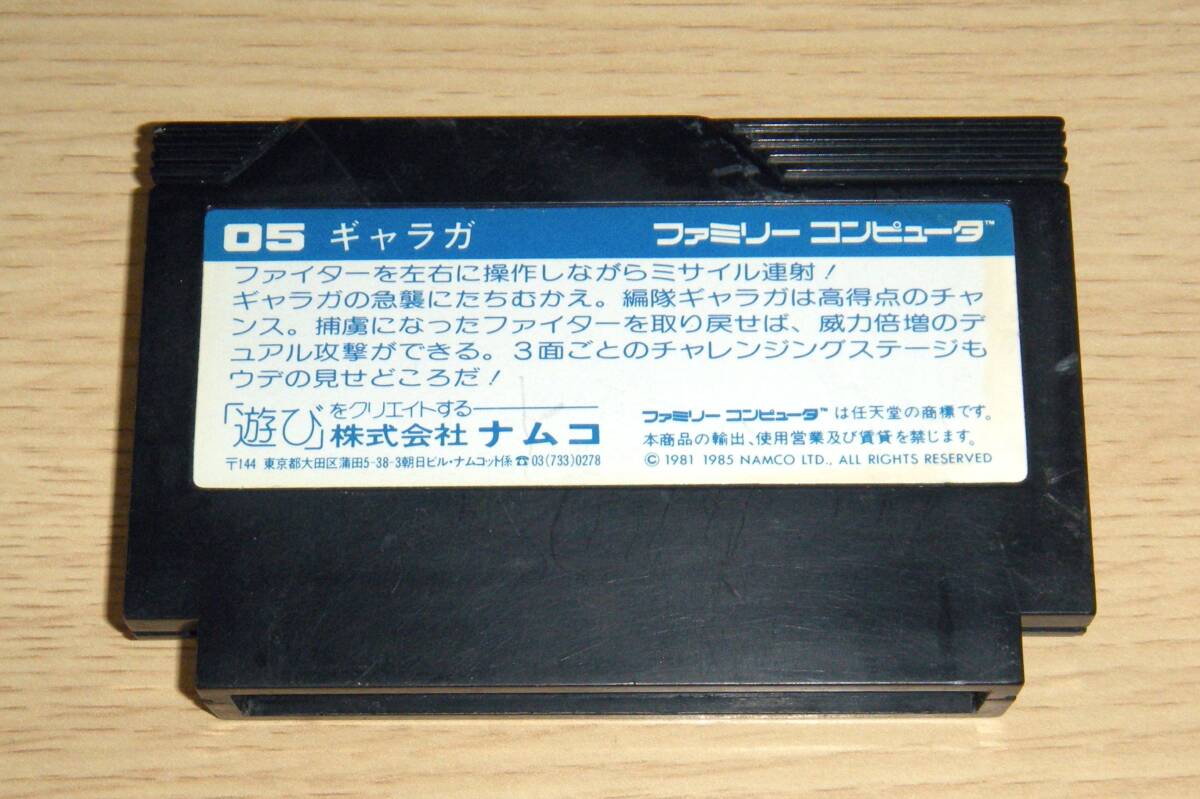 05 ギャラガ ファミリー コンピュータ™
ファイターを左右に操作しながらミサイル連射！
ギャラガの急襲にたちむかえ。編隊ギャラガは高得点のチャ
ンス。捕虜になったファイターを取り戻せば、威力倍増のデ
ュアル攻撃ができる。3面ごとのチャレンジングステージも
ウデの見せどころだ！
「遊び」をクリエイトする
株式会社 ナムコ
〒144 東京都大田区蒲田5-38-3朝日ビル・ナムコット係 ☎03(733)0278
ファミリー コンピュータ™ は任天堂の商標です。
本商品の輸出、使用営業及び賃貸を禁じます。
© 1981 1985 NAMCO LTD., ALL RIGHTS RESERVED